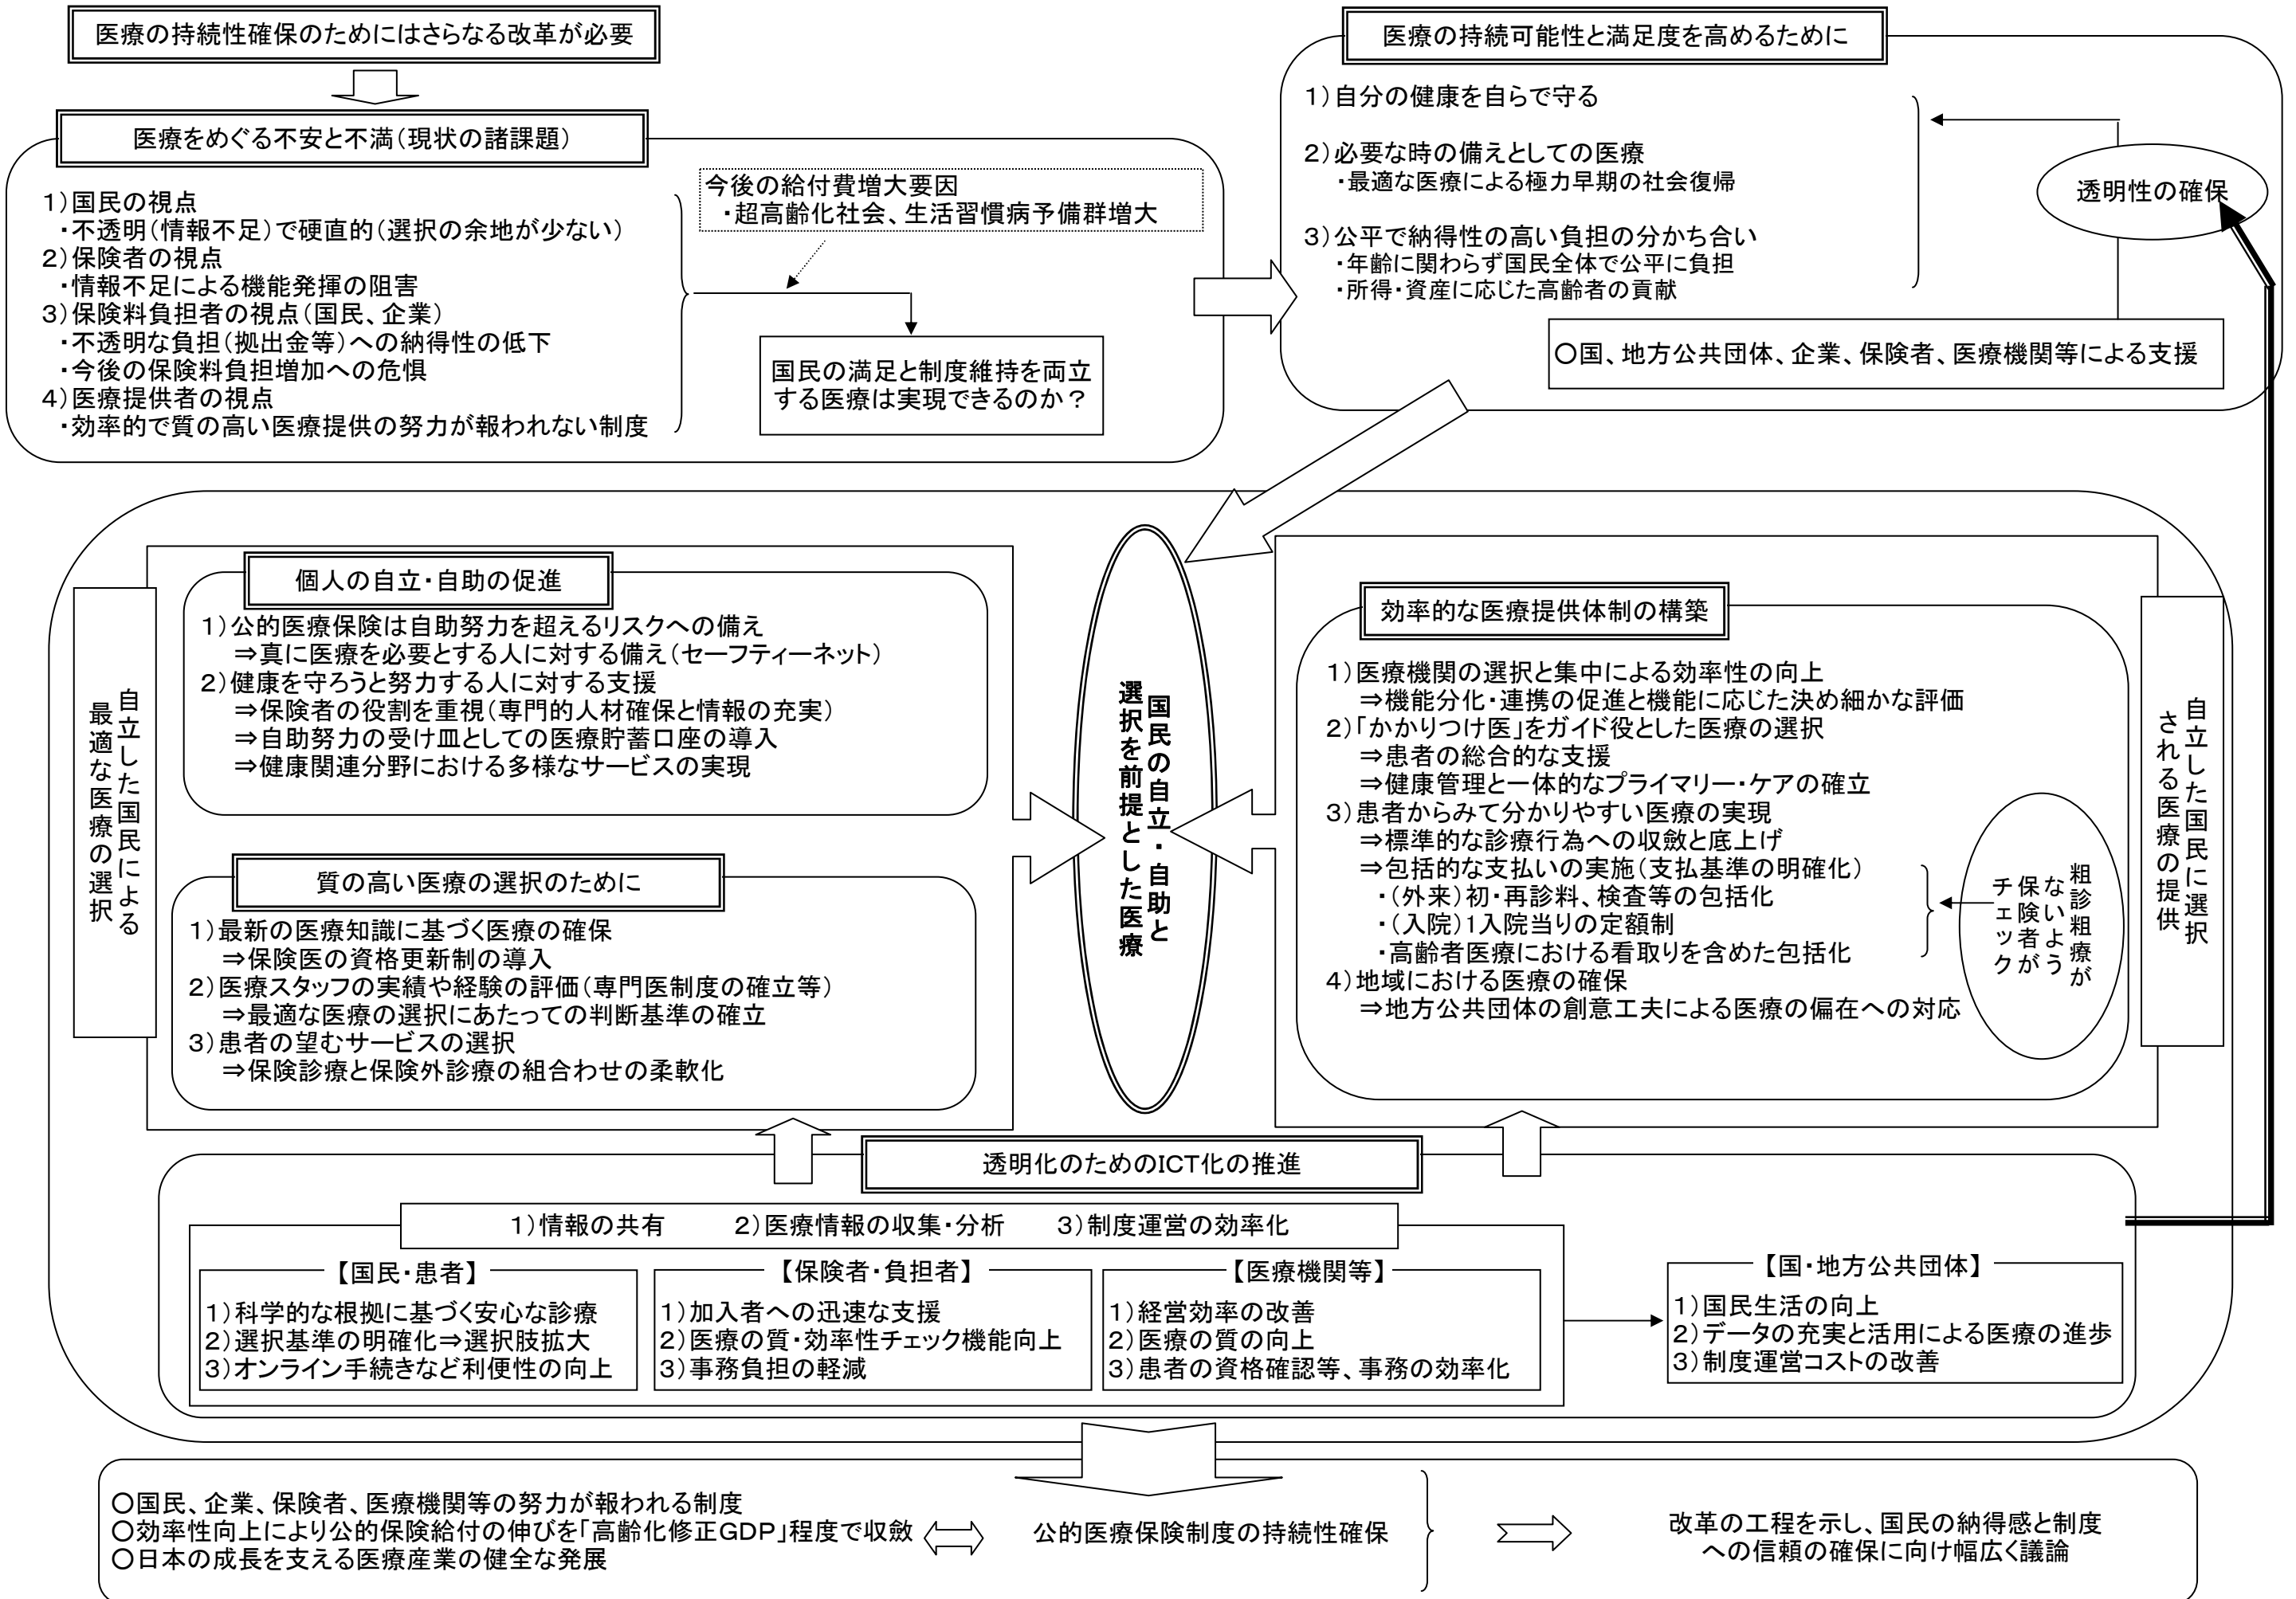 医療の持続性確保のためにはさらなる改革が必要
医療をめぐる不安と不満（現状の諸課題）
１）国民の視点
・不透明（情報不足）で硬直的（選択の余地が少ない）
２）保険者の視点
・情報不足による機能発揮の阻害
３）保険料負担者の視点（国民、企業）
・不透明な負担（拠出金等）への納得性の低下
・今後の保険料負担増加への危惧
４）医療提供者の視点
・効率的で質の高い医療提供の努力が報われない制度
今後の給付費増大要因
・超高齢化社会、生活習慣病予備群増大
国民の満足と制度維持を両立
する医療は実現できるのか？
医療の持続可能性と満足度を高めるために
１）自分の健康を自らで守る
２）必要な時の備えとしての医療
・最適な医療による極力早期の社会復帰
３）公平で納得性の高い負担の分かち合い
・年齢に関わらず国民全体で公平に負担
・所得・資産に応じた高齢者の貢献
透明性の確保
○国、地方公共団体、企業、保険者、医療機関等による支援
自立した国民による
最適な医療の選択
個人の自立・自助の促進
１）公的医療保険は自助努力を超えるリスクへの備え
⇒真に医療を必要とする人に対する備え（セーフティーネット）
２）健康を守ろうと努力する人に対する支援
⇒保険者の役割を重視（専門的人材確保と情報の充実）
⇒自助努力の受け皿としての医療貯蓄口座の導入
⇒健康関連分野における多様なサービスの実現
質の高い医療の選択のために
１）最新の医療知識に基づく医療の確保
⇒保険医の資格更新制の導入
２）医療スタッフの実績や経験の評価（専門医制度の確立等）
⇒最適な医療の選択にあたっての判断基準の確立
３）患者の望むサービスの選択
⇒保険診療と保険外診療の組合わせの柔軟化
国民の自立・自助と
選択を前提とした医療
効率的な医療提供体制の構築
１）医療機関の選択と集中による効率性の向上
⇒機能分化・連携の促進と機能に応じた決め細かな評価
２）「かかりつけ医」をガイド役とした医療の選択
⇒患者の総合的な支援
⇒健康管理と一体的なプライマリー・ケアの確立
３）患者からみて分かりやすい医療の実現
⇒標準的な診療行為への収斂と底上げ
⇒包括的な支払いの実施（支払基準の明確化）
・（外来）初・再診料、検査等の包括化
・（入院）１入院当りの定額制
・高齢者医療における看取りを含めた包括化
４）地域における医療の確保
⇒地方公共団体の創意工夫による医療の偏在への対応
粗診粗療が
ないよう
保険者が
チェック
自立した国民に選択
される医療の提供
透明化のためのICT化の推進
１）情報の共有　２）医療情報の収集・分析　３）制度運営の効率化
【国民・患者】
１）科学的な根拠に基づく安心な診療
２）選択基準の明確化⇒選択肢拡大
３）オンライン手続きなど利便性の向上
【保険者・負担者】
１）加入者への迅速な支援
２）医療の質・効率性チェック機能向上
３）事務負担の軽減
【医療機関等】
１）経営効率の改善
２）医療の質の向上
３）患者の資格確認等、事務の効率化
【国・地方公共団体】
１）国民生活の向上
２）データの充実と活用による医療の進歩
３）制度運営コストの改善
○国民、企業、保険者、医療機関等の努力が報われる制度
○効率性向上により公的保険給付の伸びを「高齢化修正GDP」程度で収斂
○日本の成長を支える医療産業の健全な発展
公的医療保険制度の持続性確保
改革の工程を示し、国民の納得感と制度
への信頼の確保に向け幅広く議論